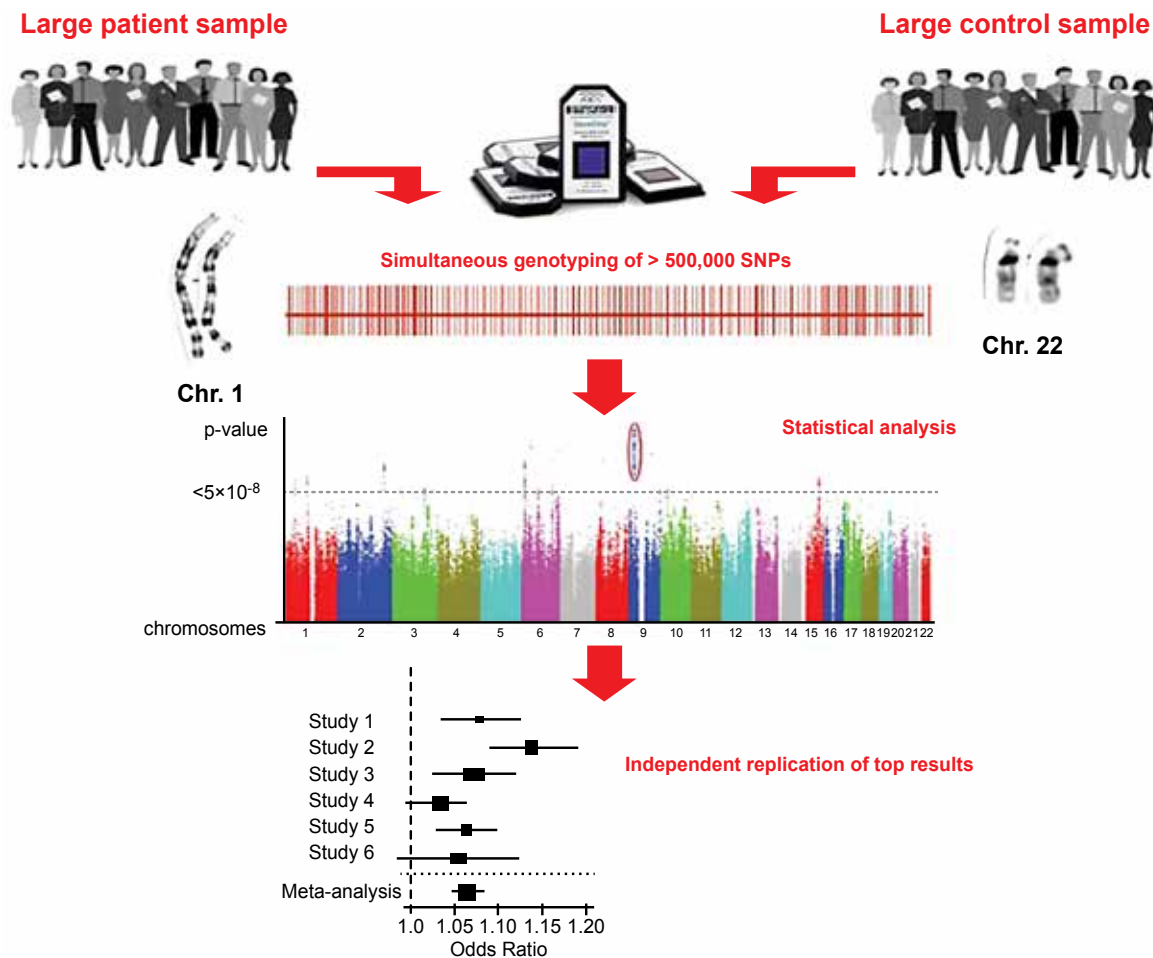 Large patient sample
Large control sample
Simultaneous genotyping of > 500,000 SNPs
Chr. 1
Chr. 22
p-value
Statistical analysis
<5×10⁻⁸
chromosomes
1 2 3 4 5 6 7 8 9 10 11 12 13 14 15 16 17 18 19 20 21 22
Study 1
Study 2
Study 3
Independent replication of top results
Study 4
Study 5
Study 6
Meta-analysis
1.0 1.05 1.10 1.15 1.20
Odds Ratio